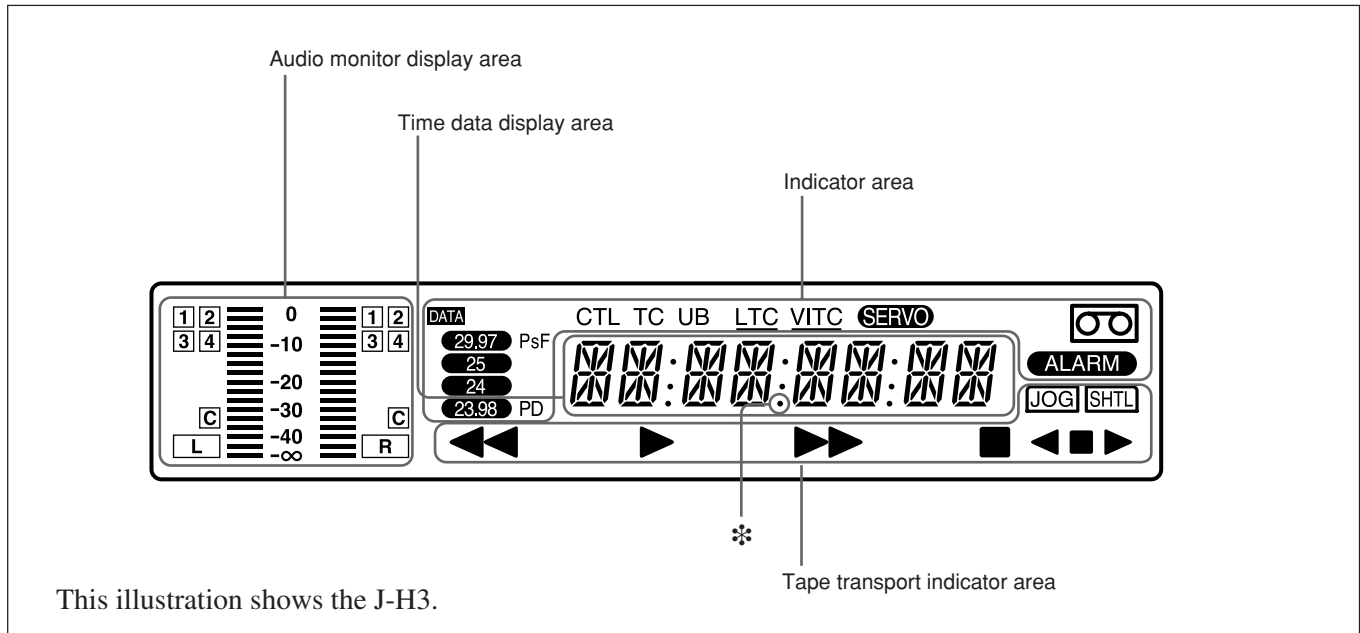 Audio monitor display area
Time data display area
Indicator area
1 2 0 1 2 DATA CTL TC UB LTC VITC SERVO
3 4 -10 3 4 29.97 PsF
25 ALARM
-20 24 JOG SHTL
-30 23.98 PD
C C
-40
L -∞ R
✻
Tape transport indicator area
This illustration shows the J-H3.